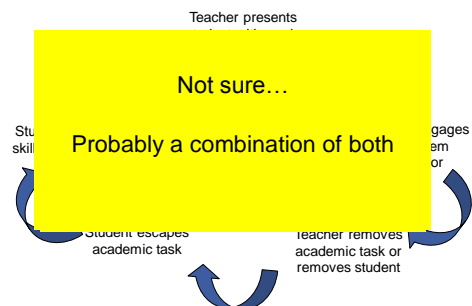 Teacher presents
Not sure…
Probably a combination of both
Stu
skil
gages
em
or
Student escapes
academic task
Teacher removes
academic task or
removes student